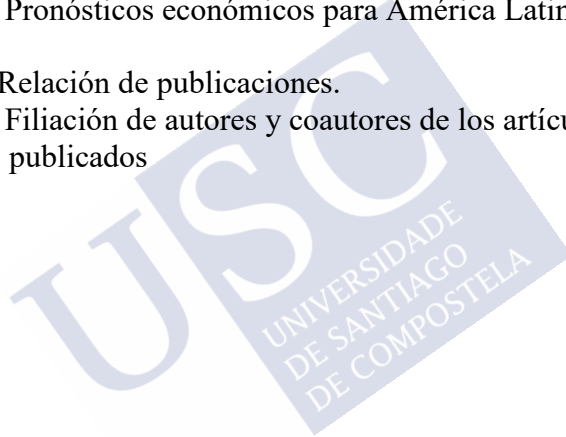 Pronósticos económicos para América Latin
Relación de publicaciones.
Filiación de autores y coautores de los artícu
publicados
USC
UNIVERSIDADE
DE SANTIAGO
DE COMPOSTELA